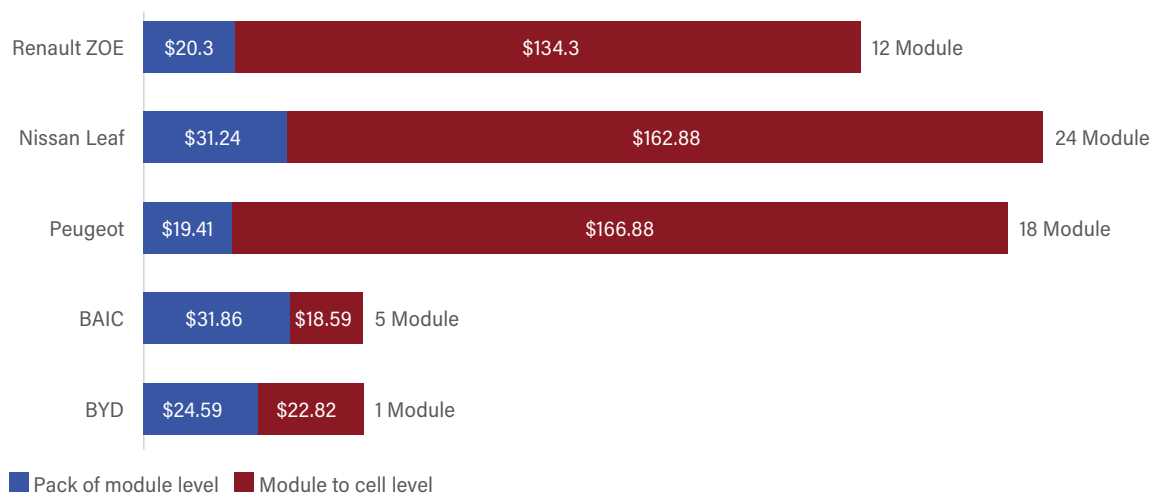 Renault ZOE $20.3 $134.3 12 Module
Nissan Leaf $31.24 $162.88 24 Module
Peugeot $19.41 $166.88 18 Module
BAIC $31.86 $18.59 5 Module
BYD $24.59 $22.82 1 Module
Pack of module level Module to cell level